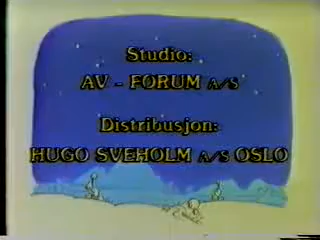 Studio:
AV - FORUM A/S
Distribusjon:
HUGO SVEHOLM A/S OSLO